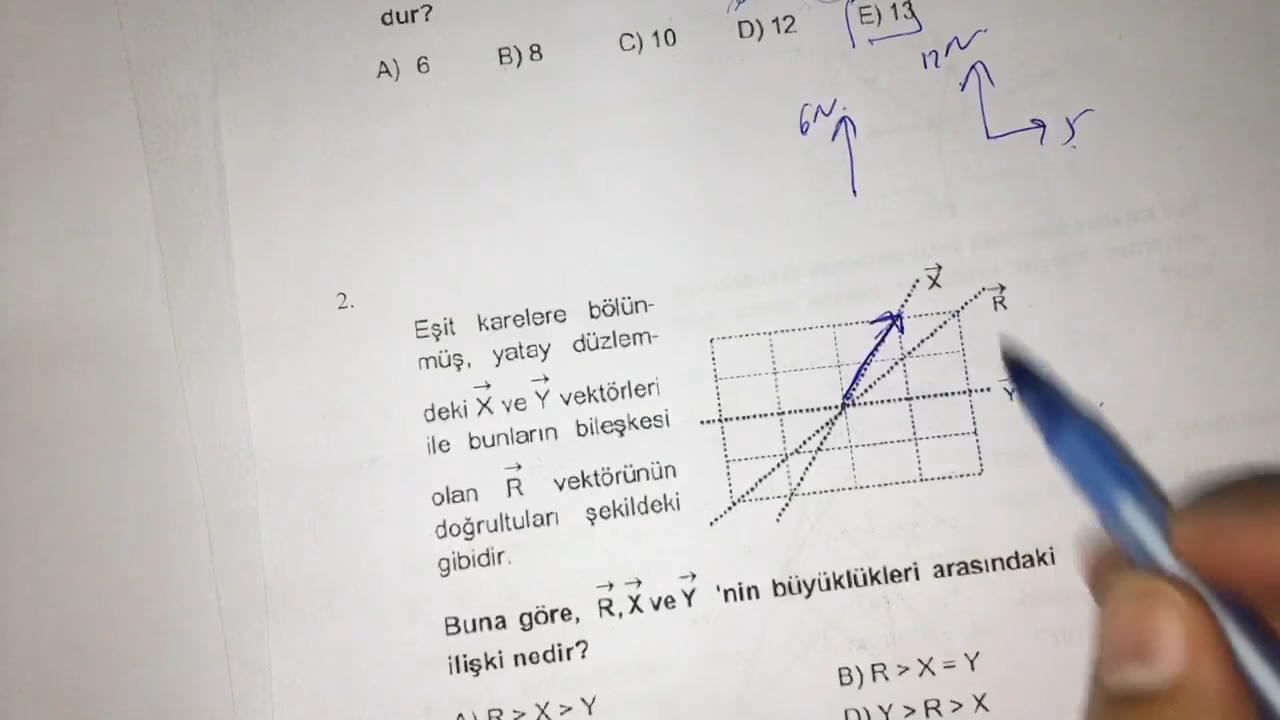 dur?
A) 6 B) 8 C) 10 D) 12 E) 13
12N
6N
5
2.
Eşit karelere bölün-
müş, yatay düzlem-
deki X ve Y vektörleri
ile bunların bileşkesi
olan R vektörünün
doğrultuları şekildeki
gibidir.
X
R
Y
Buna göre, R, X ve Y 'nin büyüklükleri arasındaki
ilişki nedir?
A) R > X > Y
B) R > X = Y
D) Y > R > X